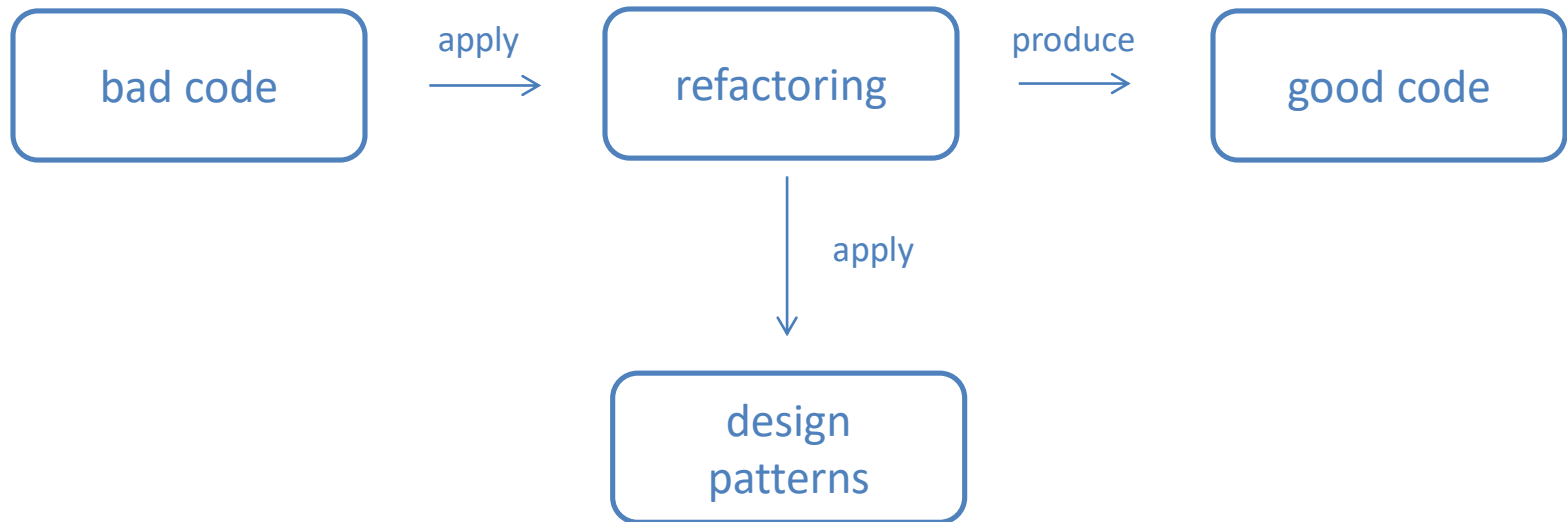 apply
produce
bad code
refactoring
good code
apply
design
patterns